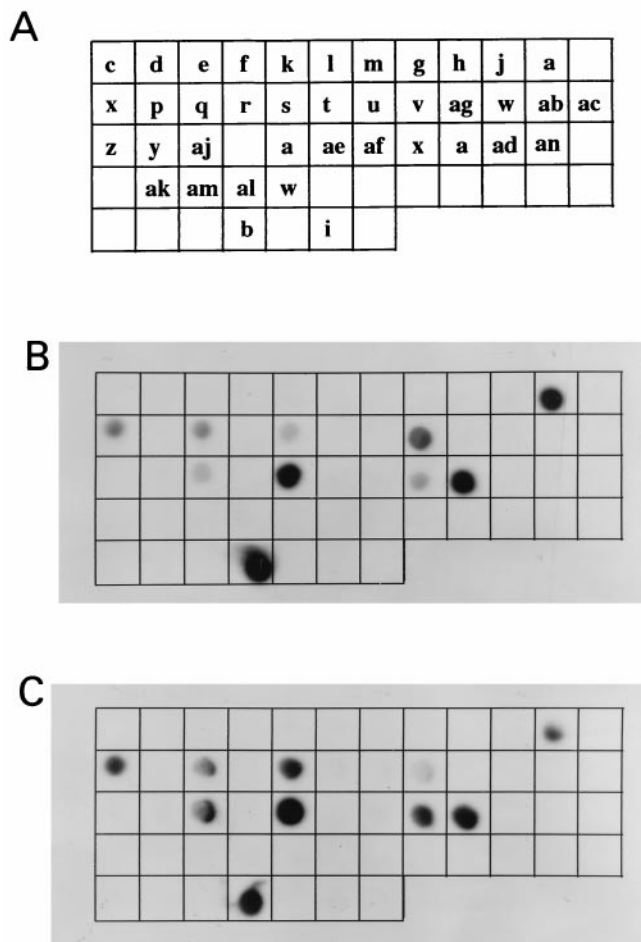 A
c d e f k l m g h j a
x p q r s t u v ag w ab ac
z y aj a ae af x a ad an
ak am al w
b i
B
C